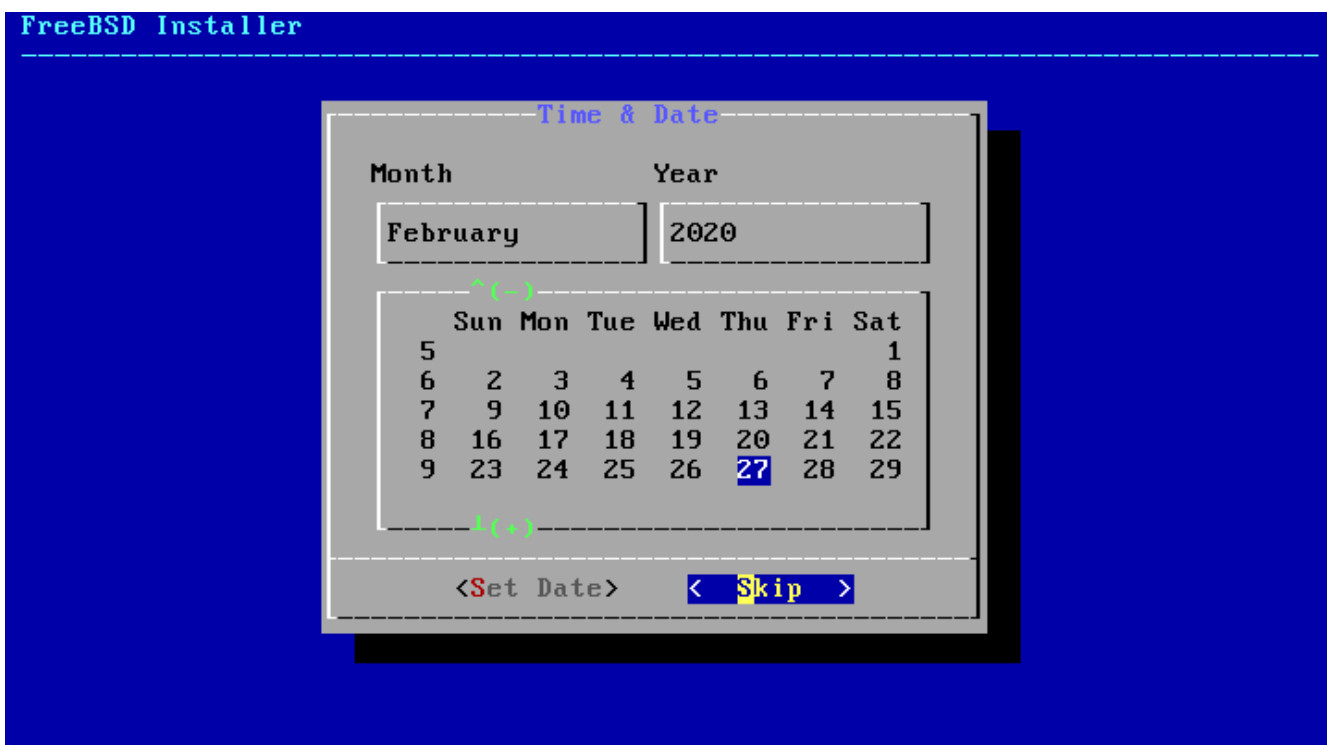 FreeBSD Installer
Time & Date
Month Year
February 2020
^(-)
Sun Mon Tue Wed Thu Fri Sat
5 1
6 2 3 4 5 6 7 8
7 9 10 11 12 13 14 15
8 16 17 18 19 20 21 22
9 23 24 25 26 27 28 29
┴(+)
<Set Date> < Skip >